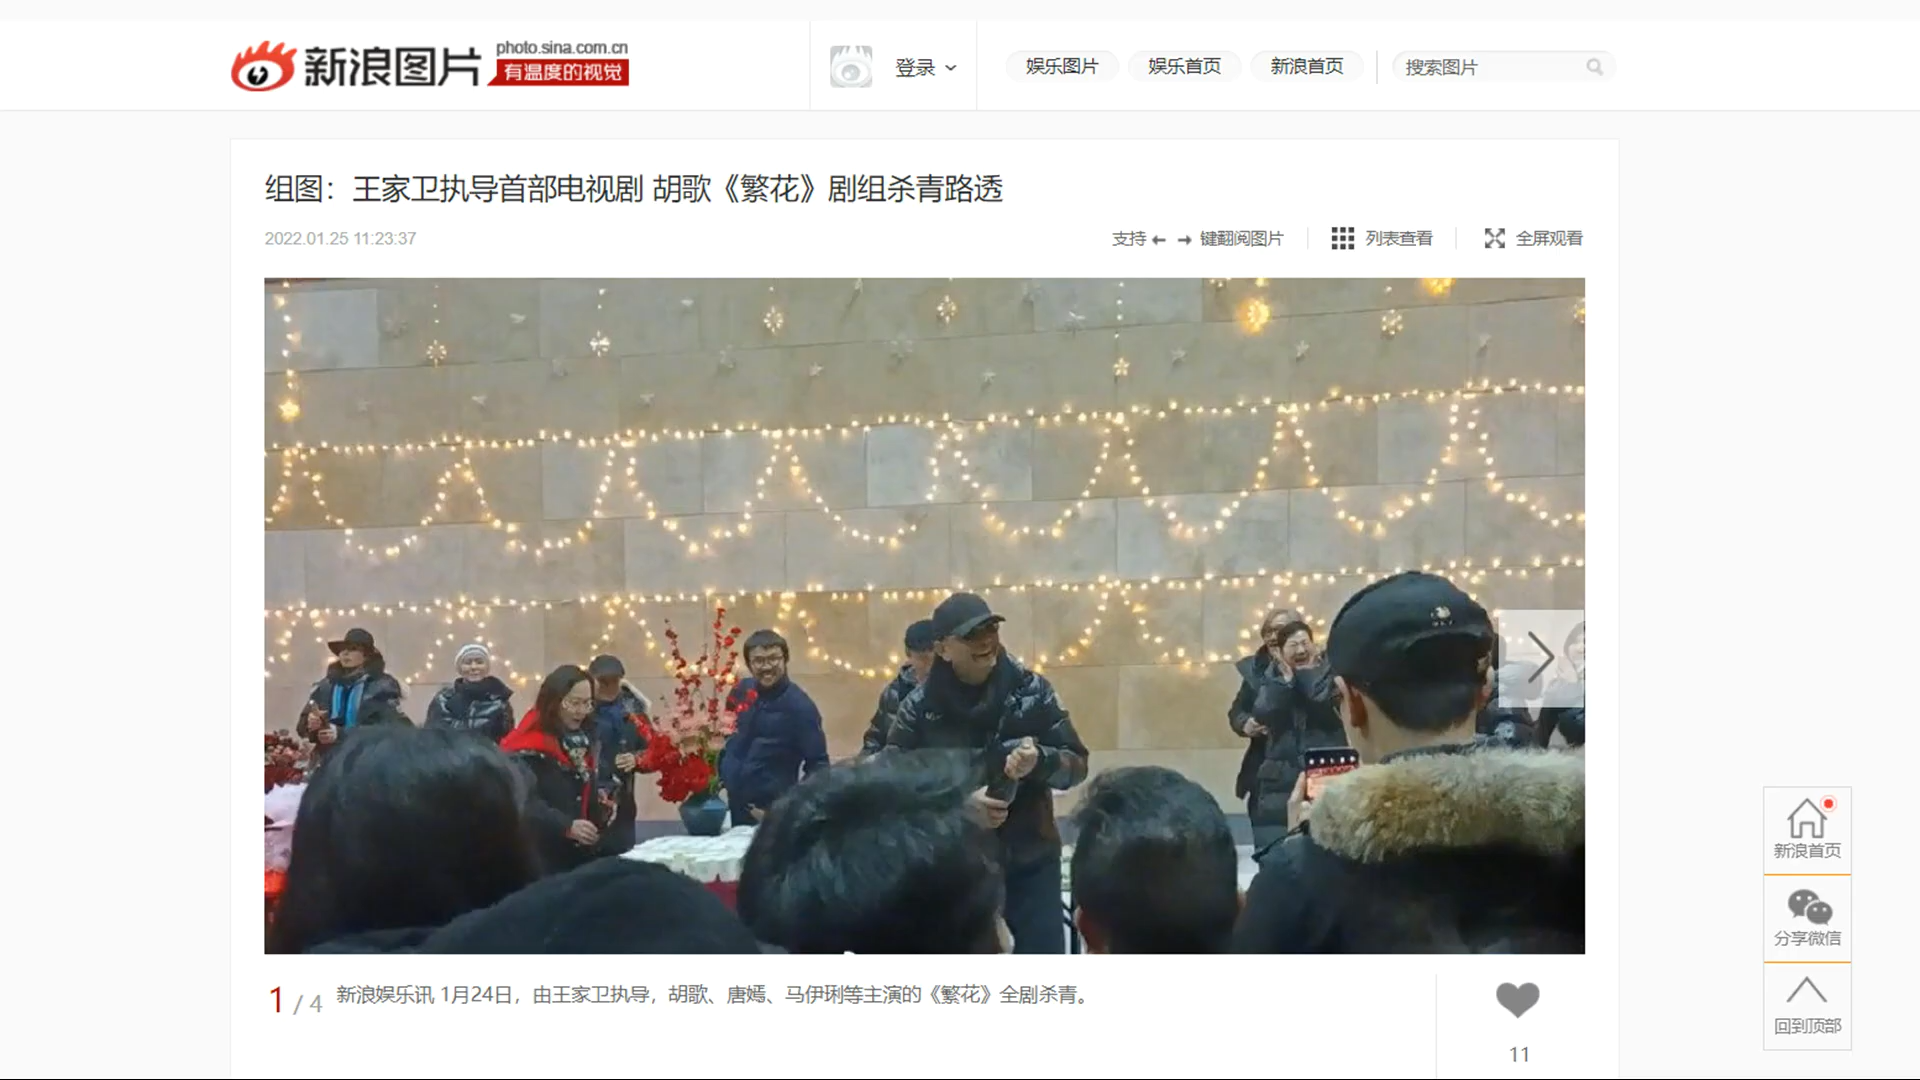 新浪图片
photo.sina.com.cn
有温度的视觉
登录
娱乐图片
娱乐首页
新浪首页
搜索图片
组图：王家卫执导首部电视剧 胡歌《繁花》剧组杀青路透
2022.01.25 11:23:37
支持 ← → 键翻阅图片
列表查看
全屏观看
1 / 4
新浪娱乐讯 1月24日，由王家卫执导，胡歌、唐嫣、马伊琍等主演的《繁花》全剧杀青。
11
新浪首页
分享微信
回到顶部